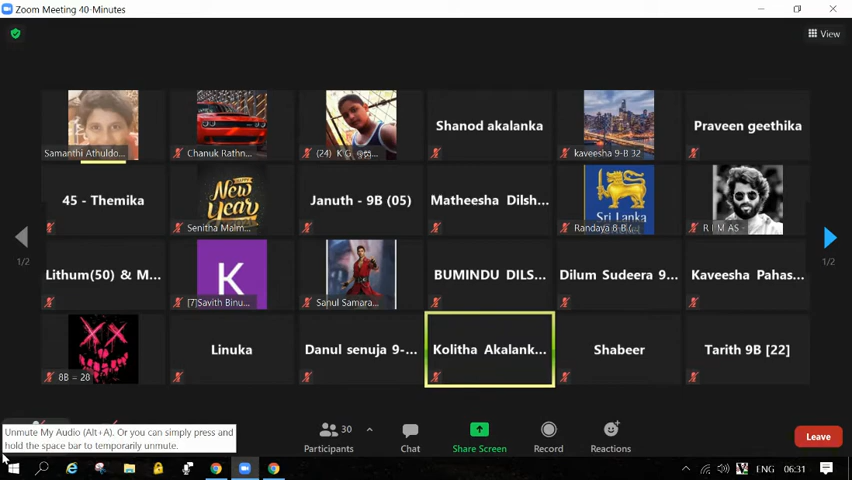 Zoom Meeting 40-Minutes
View
Samanthi Athuldo...
Chanuk Rathn...
Shanod akalanka
kaveesha 9-B 32
Praveen geethika
45 - Themika
NEW
YEAR
Senitha Malm...
Januth - 9B (05)
Matheesha Dilsh...
Sri Lanka
Randaya 8-B (...
R I M AS -
Lithum(50) & M...
K
[7]Savith Binu...
Sanul Samara...
BUMINDU DILS...
Dilum Sudeera 9...
Kaveesha Pahas...
8B = 28
Linuka
Danul senuja 9-...
Kolitha Akalank...
Shabeer
Tarith 9B [22]
1/2
1/2
Unmute My Audio (Alt+A). Or you can simply press and
hold the space bar to temporarily unmute.
30
Participants
Chat
Share Screen
Record
Reactions
Leave
ENG
06:31